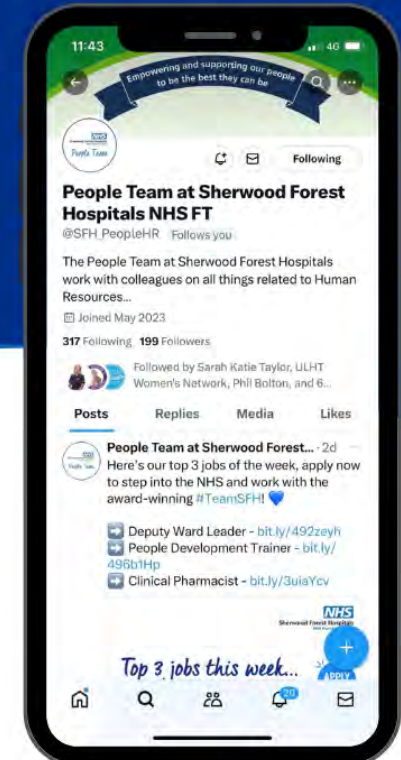 11:43
4G
Empowering and supporting our people
to be the best they can be
NHS
People Team
Following
People Team at Sherwood Forest
Hospitals NHS FT
@SFH_PeopleHR Follows you
The People Team at Sherwood Forest Hospitals
work with colleagues on all things related to Human
Resources...
Joined May 2023
317 Following 199 Followers
Followed by Sarah Katie Taylor, ULHT
Women's Network, Phil Bolton, and 6...
Posts Replies Media Likes
People Team at Sherwood Forest... · 2d
Here's our top 3 jobs of the week, apply now
to step into the NHS and work with the
award-winning #TeamSFH! 💙
➡️ Deputy Ward Leader - bit.ly/492zeyh
➡️ People Development Trainer - bit.ly/
496b1Hp
➡️ Clinical Pharmacist - bit.ly/3uiaYcv
NHS
Sherwood Forest Hospitals
Top 3 jobs this week...
APPLY
20